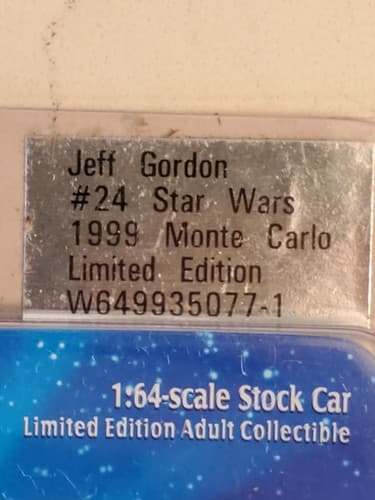 Jeff Gordon
#24 Star Wars
1999 Monte Carlo
Limited Edition
W649935077-1
1:64-scale Stock Car
Limited Edition Adult Collectible